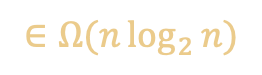 ∈ Ω(n log₂ n)